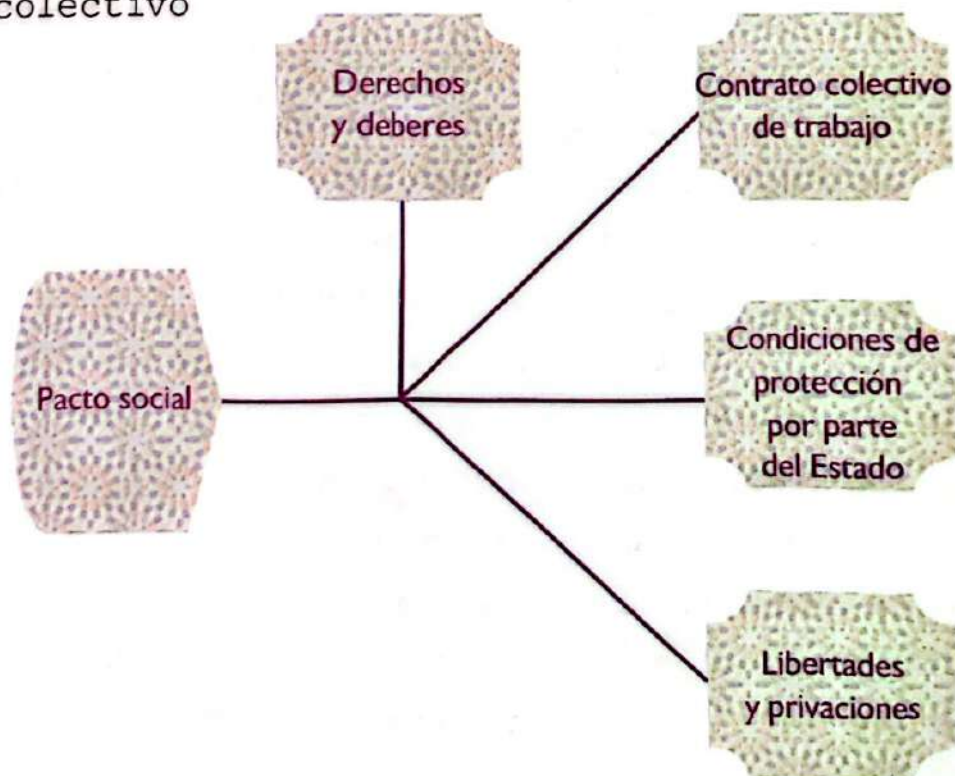 colectivo
Derechos
y deberes
Contrato colectivo
de trabajo
Pacto social
Condiciones de
protección
por parte
del Estado
Libertades
y privaciones